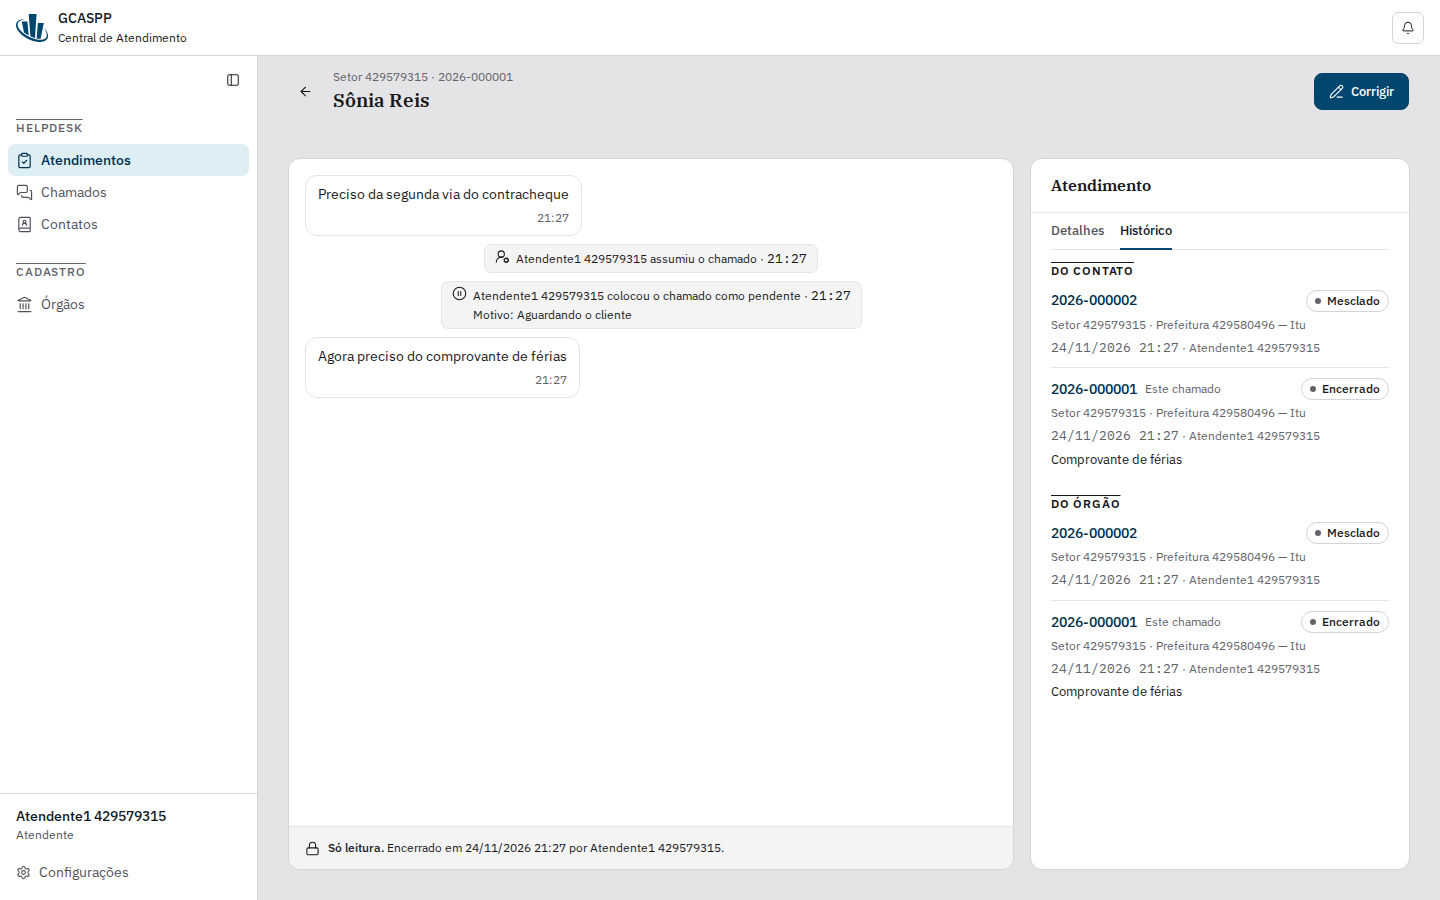 GCASPP
Central de Atendimento
HELPDESK
Atendimentos
Chamados
Contatos
CADASTRO
Órgãos
Atendente1 429579315
Atendente
Configurações
Setor 429579315 · 2026-000001
Sônia Reis
Corrigir
Preciso da segunda via do contracheque
21:27
Atendente1 429579315 assumiu o chamado · 21:27
Atendente1 429579315 colocou o chamado como pendente · 21:27
Motivo: Aguardando o cliente
Agora preciso do comprovante de férias
21:27
Só leitura. Encerrado em 24/11/2026 21:27 por Atendente1 429579315.
Atendimento
Detalhes Histórico
DO CONTATO
2026-000002 Mesclado
Setor 429579315 · Prefeitura 429580496 — Itu
24/11/2026 21:27 · Atendente1 429579315
2026-000001 Este chamado Encerrado
Setor 429579315 · Prefeitura 429580496 — Itu
24/11/2026 21:27 · Atendente1 429579315
Comprovante de férias
DO ÓRGÃO
2026-000002 Mesclado
Setor 429579315 · Prefeitura 429580496 — Itu
24/11/2026 21:27 · Atendente1 429579315
2026-000001 Este chamado Encerrado
Setor 429579315 · Prefeitura 429580496 — Itu
24/11/2026 21:27 · Atendente1 429579315
Comprovante de férias